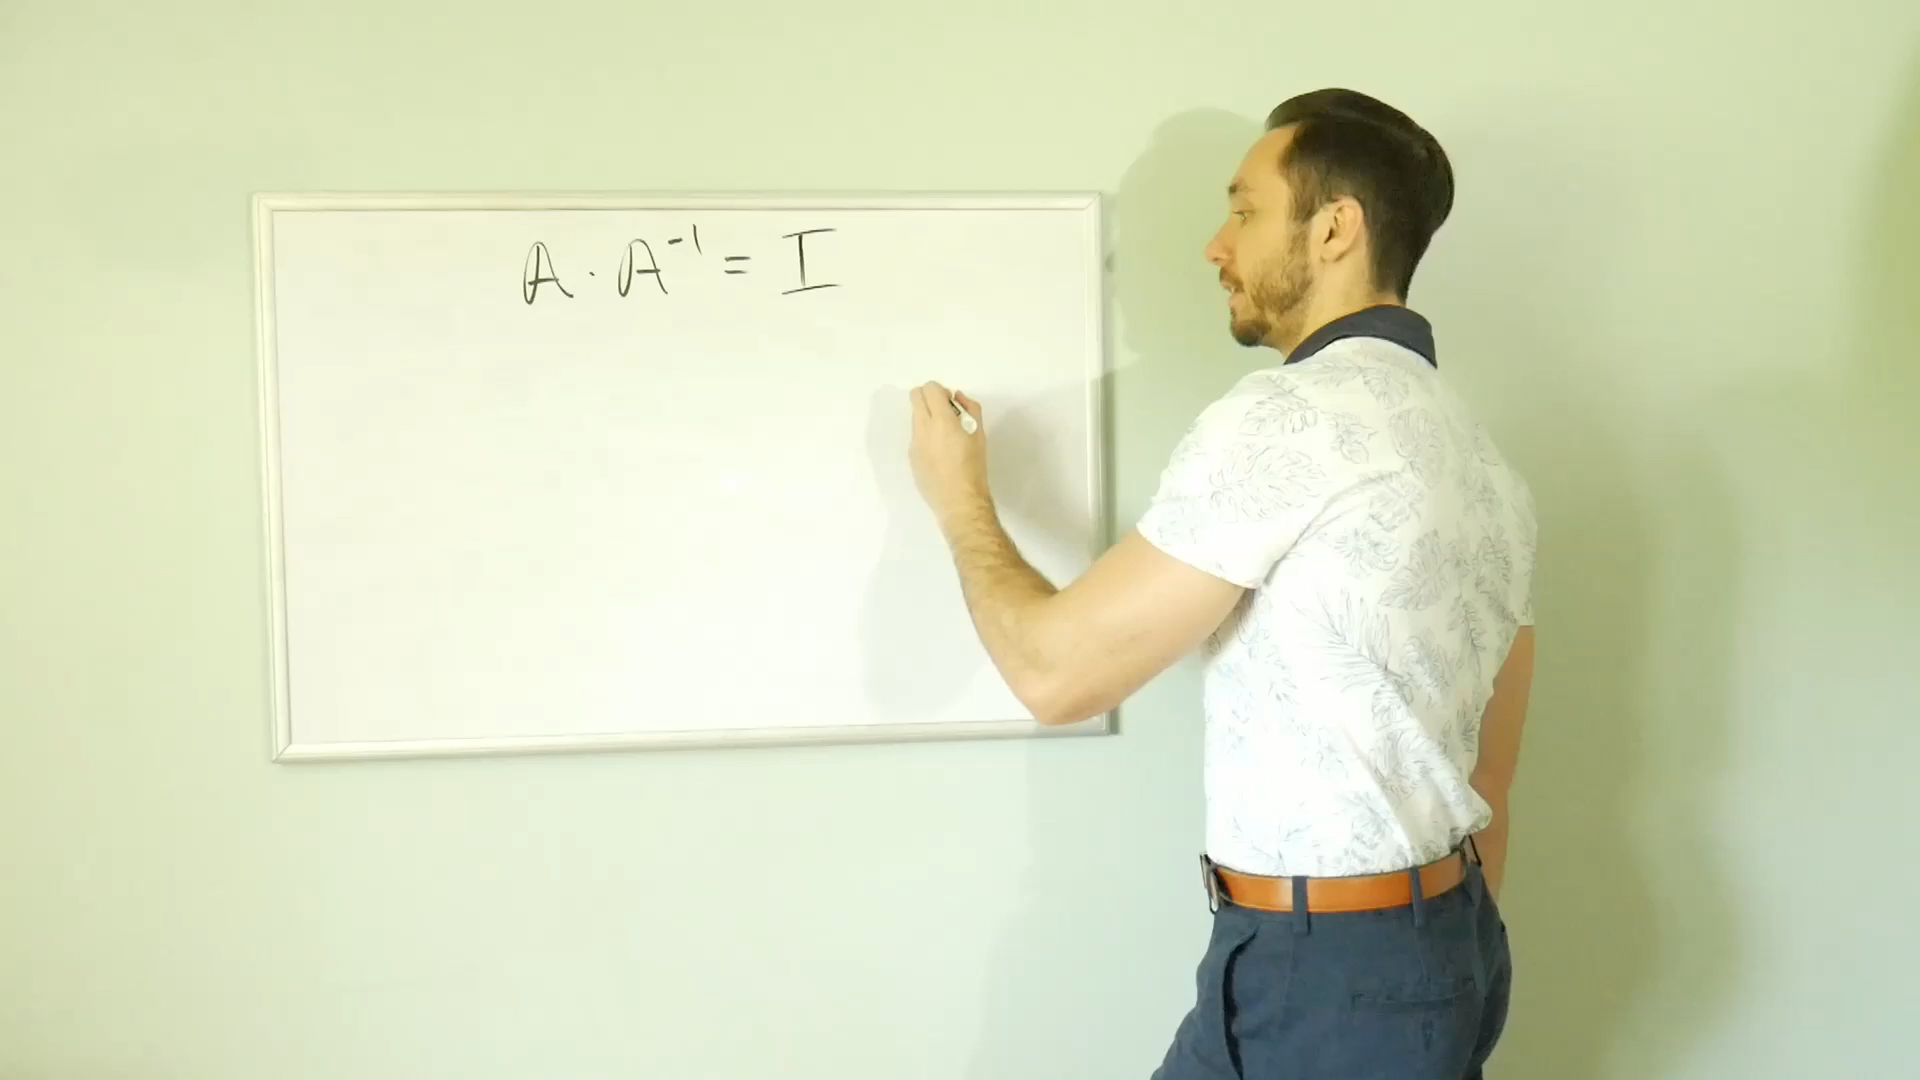 A · A⁻¹ = I